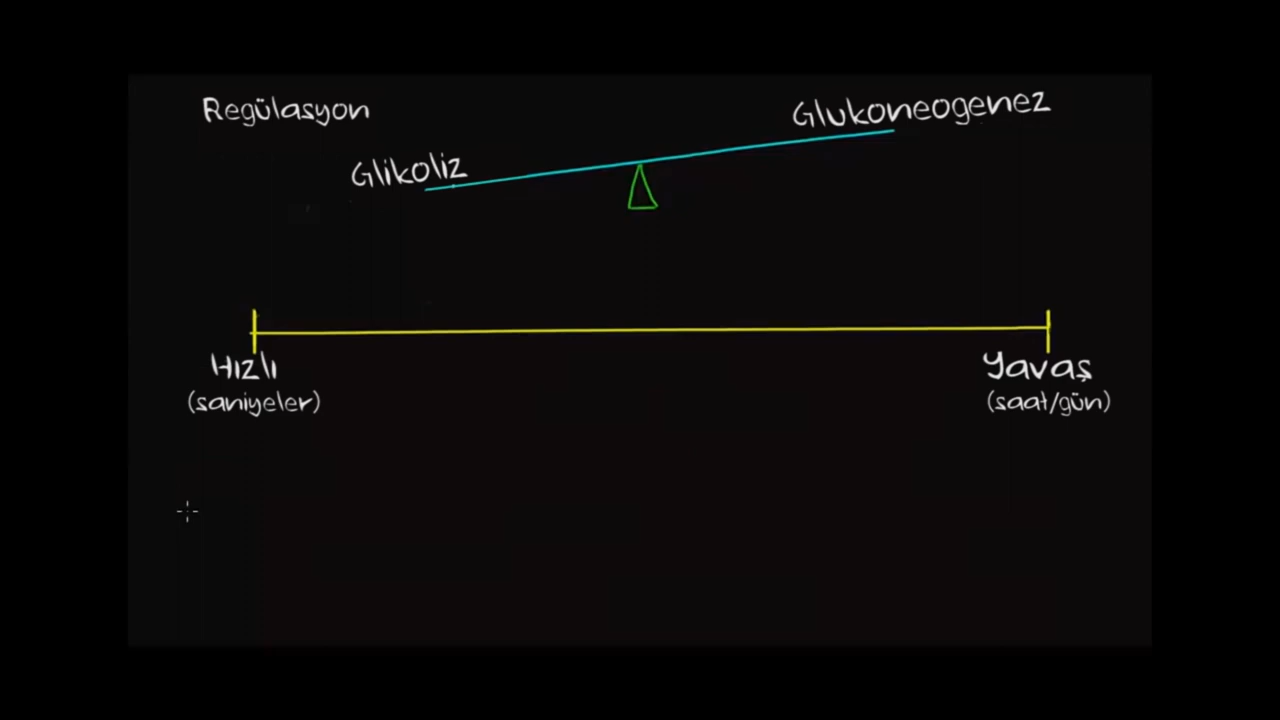 Regülasyon
Glukoneogenez
Glikoliz
Hızlı
(saniyeler)
Yavaş
(saat/gün)